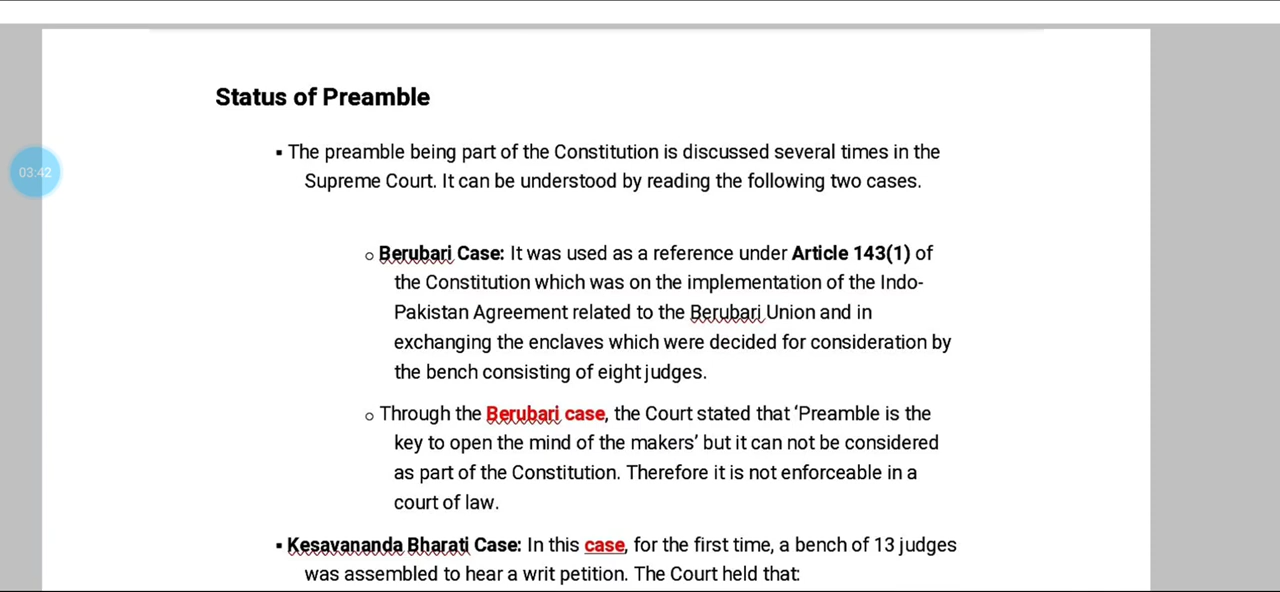 Status of Preamble
03:42
▪ The preamble being part of the Constitution is discussed several times in the
Supreme Court. It can be understood by reading the following two cases.
o Berubari Case: It was used as a reference under Article 143(1) of
the Constitution which was on the implementation of the Indo-
Pakistan Agreement related to the Berubari Union and in
exchanging the enclaves which were decided for consideration by
the bench consisting of eight judges.
o Through the Berubari case, the Court stated that ‘Preamble is the
key to open the mind of the makers’ but it can not be considered
as part of the Constitution. Therefore it is not enforceable in a
court of law.
▪ Kesavananda Bharati Case: In this case, for the first time, a bench of 13 judges
was assembled to hear a writ petition. The Court held that: